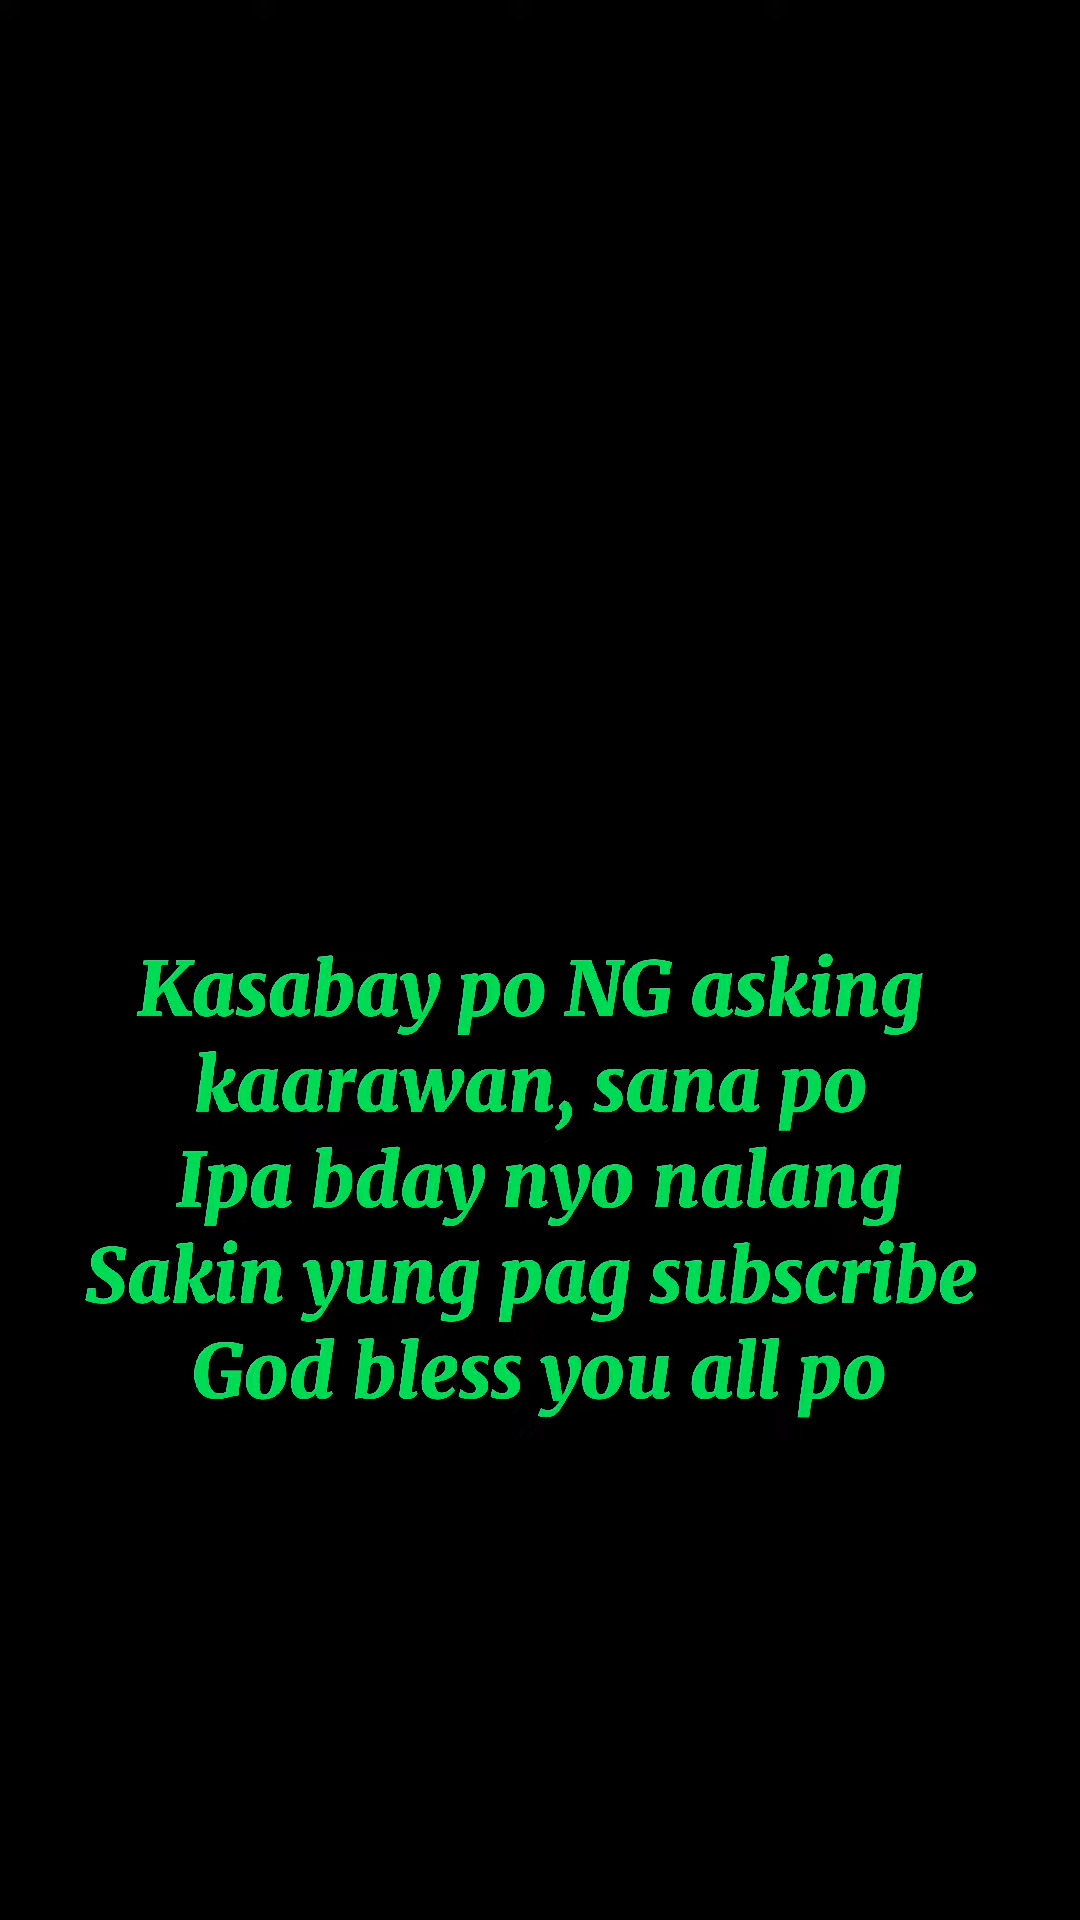 Kasabay po NG asking
kaarawan, sana po
Ipa bday nyo nalang
Sakin yung pag subscribe
God bless you all po